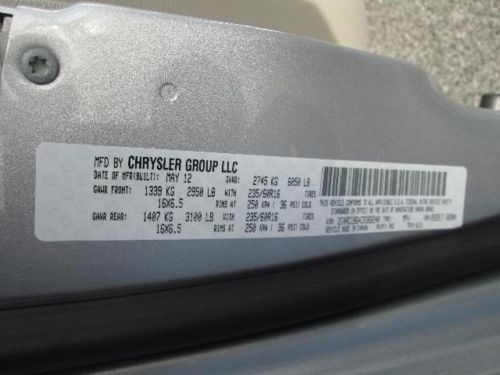 MFD BY CHRYSLER GROUP LLC
DATE OF MFR(BUILT): MAY 12 GVWR: 2745 KG 6050 LB
GAWR FRONT: 1339 KG 2950 LB WITH 235/60R16 TIRES
16X6.5 RIMS AT 250 KPA / 36 PSI COLD
GAWR REAR: 1407 KG 3100 LB WITH 235/60R16 TIRES
16X6.5 RIMS AT 250 KPA / 36 PSI COLD
THIS VEHICLE CONFORMS TO ALL APPLICABLE U.S.A. FEDERAL MOTOR VEHICLE SAFETY
STANDARDS IN EFFECT ON THE DATE OF MANUFACTURE SHOWN ABOVE.
VIN: TYPE: MPV
VEHICLE MADE IN CANADA PAINT: